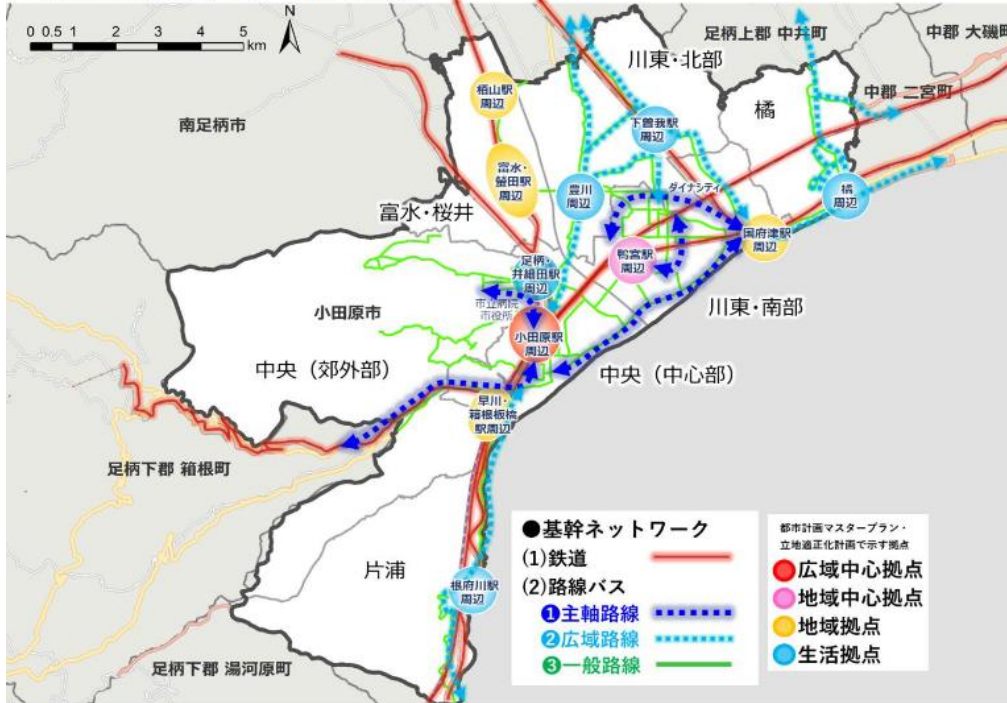 0 0.5 1 2 3 4 5
km
N
足柄上郡 中井町
中郡 大磯町
川東・北部
栢山駅
周辺
中郡 二宮町
橘
南足柄市
下曽我駅
周辺
富水・
螢田駅
周辺
豊川
周辺
ダイナシティ
橘
周辺
富水・桜井
国府津駅
周辺
鴨宮駅
周辺
足柄・
井細田駅
周辺
市立病院
市役所
小田原市
川東・南部
小田原駅
周辺
中央（郊外部）
中央（中心部）
早川・
箱根板橋
駅周辺
足柄下郡 箱根町
片浦
根府川駅
周辺
足柄下郡 湯河原町
●基幹ネットワーク
(1)鉄道
(2)路線バス
❶主軸路線
❷広域路線
❸一般路線
都市計画マスタープラン・
立地適正化計画で示す拠点
広域中心拠点
地域中心拠点
地域拠点
生活拠点